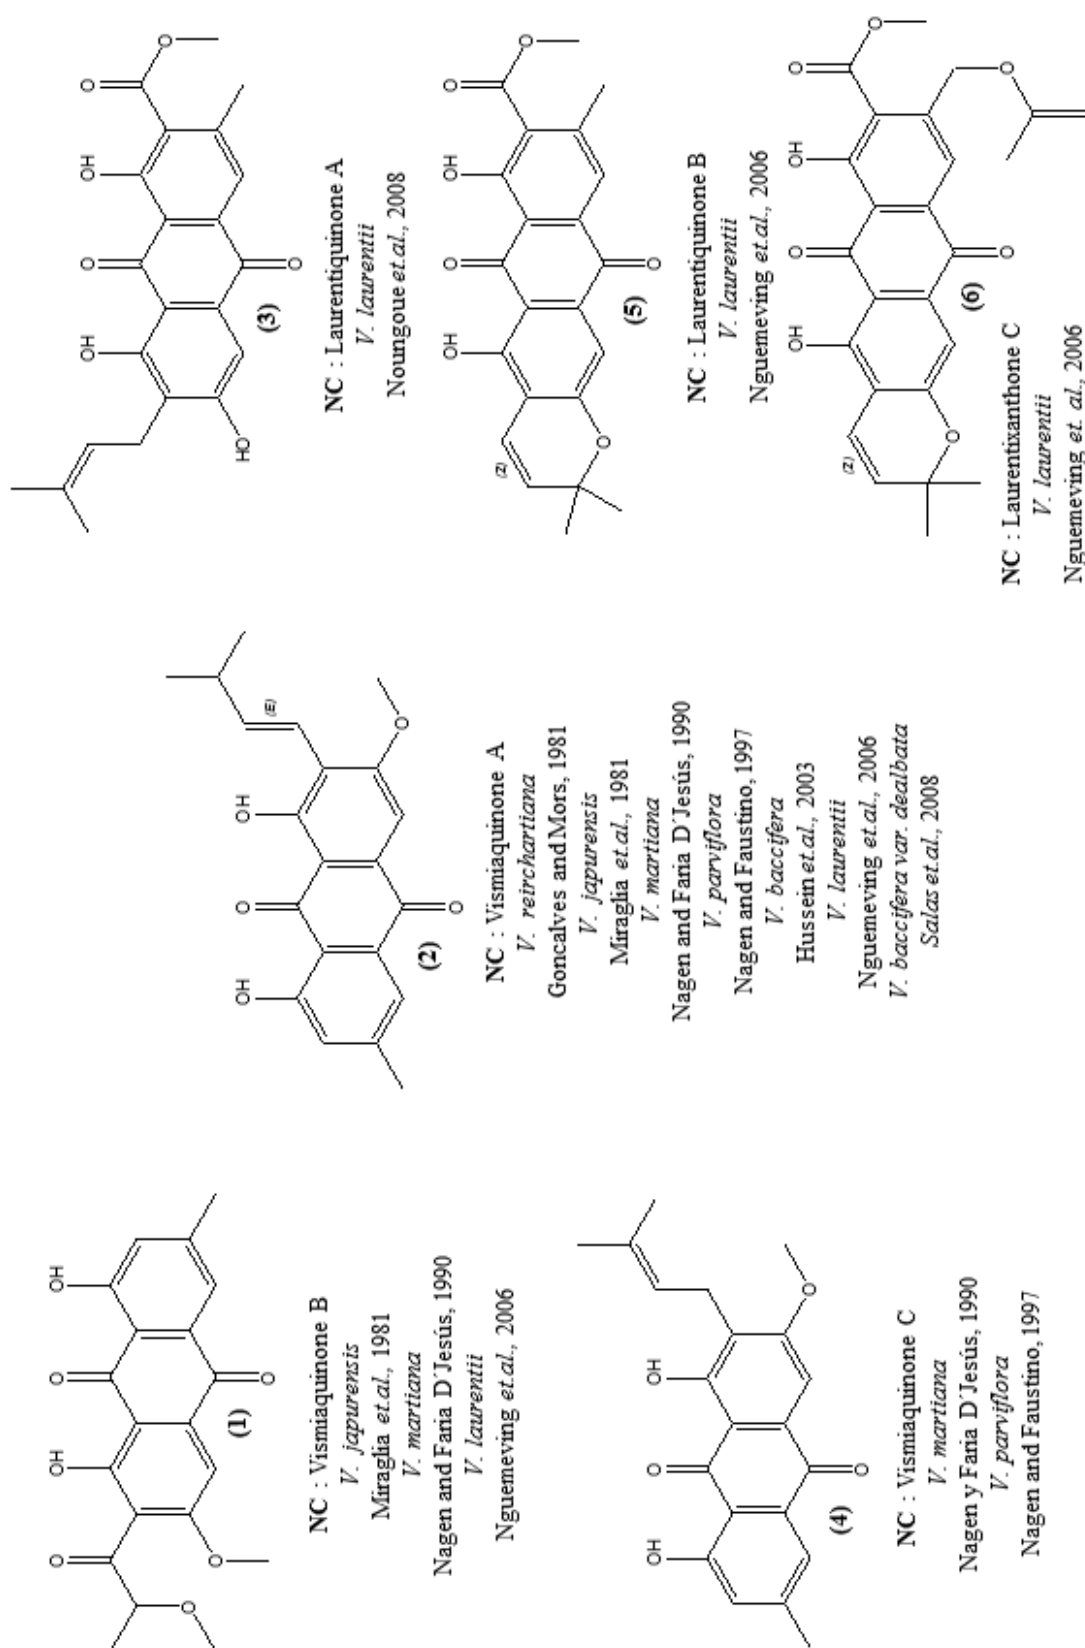 O
OH
O
OH
O
O
O
(1)
NC : Vismiaquinone B
V. japurensis
Miraglia et.al., 1981
V. martiana
Nagen and Faria D´Jesús, 1990
V. laurentii
Nguemeving et.al., 2006
OH
O
OH
(E)
O
O
(2)
NC : Vismiaquinone A
V. reirchartiana
Goncalves and Mors, 1981
V. japurensis
Miraglia et.al., 1981
V. martiana
Nagen and Faria D´Jesús, 1990
V. parviflora
Nagen and Faustino, 1997
V. baccifera
Hussein et.al., 2003
V. laurentii
Nguemeving et.al., 2006
V. baccifera var. dealbata
Salas et.al., 2008
OH
O
OH
O
O
HO
O
(3)
NC : Laurentiquinone A
V. laurentii
Noungoue et.al., 2008
OH
O
OH
O
O
(4)
NC : Vismiaquinone C
V. martiana
Nagen y Faria D´Jesús, 1990
V. parviflora
Nagen and Faustino, 1997
OH
O
OH
O
O
(Z)
O
O
(5)
NC : Laurentiquinone B
V. laurentii
Nguemeving et.al., 2006
OH
O
OH
O
O
(Z)
O
O
O
(6)
NC : Laurentixanthone C
V. laurentii
Nguemeving et. al., 2006